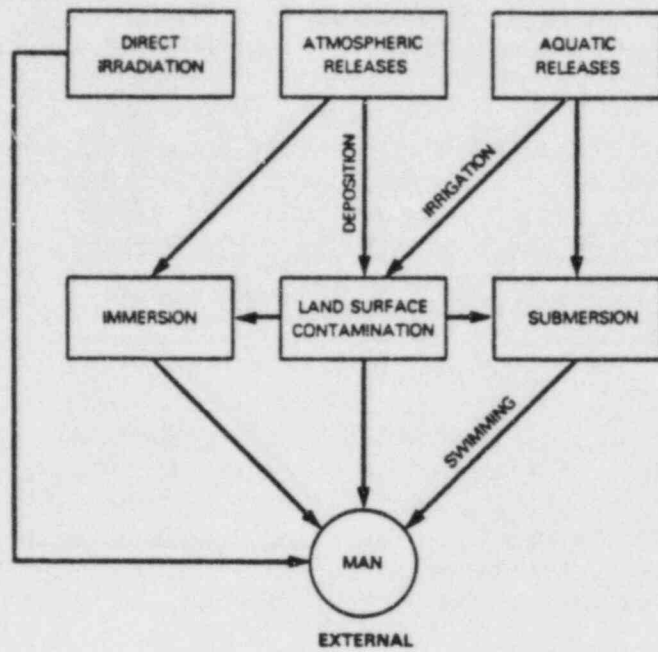 DIRECT
IRRADIATION
ATMOSPHERIC
RELEASES
AQUATIC
RELEASES
DEPOSITION
IRRIGATION
IMMERSION
LAND SURFACE
CONTAMINATION
SUBMERSION
SWIMMING
MAN
EXTERNAL